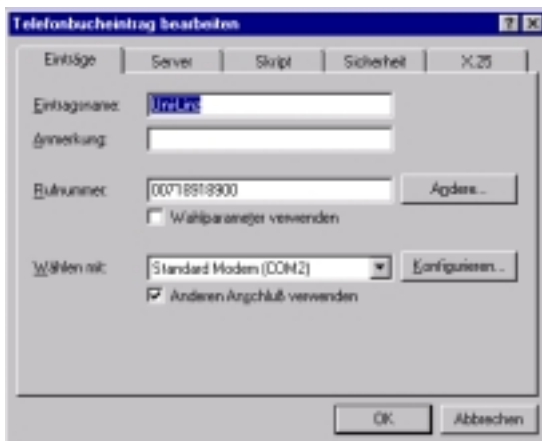 Telefonbucheintrag bearbeiten
Einträge Server Skript Sicherheit X.25
Eintragsname:
Anmerkung:
Rufnummer: 00718918900 Andere...
Wahlparameter verwenden
Wählen mit: Standard Modem (COM2) Konfigurieren...
Anderen Anschluß verwenden
OK Abbrechen